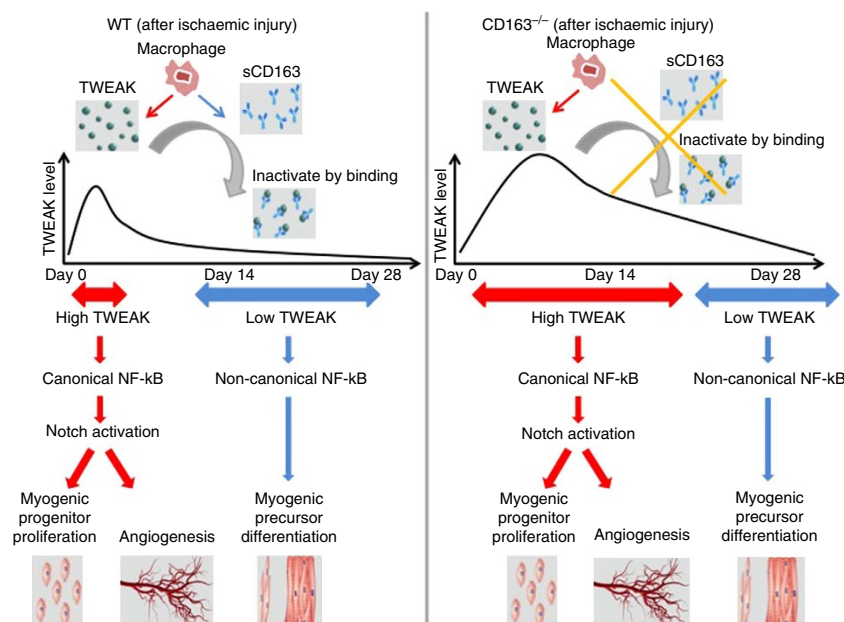 WT (after ischaemic injury)
Macrophage
TWEAK
sCD163
Inactivate by binding
TWEAK level
Day 0
Day 14
Day 28
High TWEAK
Low TWEAK
Canonical NF-kB
Non-canonical NF-kB
Notch activation
Myogenic
progenitor
proliferation
Angiogenesis
Myogenic
precursor
differentiation
CD163–/– (after ischaemic injury)
Macrophage
TWEAK
sCD163
Inactivate by binding
TWEAK level
Day 0
Day 14
Day 28
High TWEAK
Low TWEAK
Canonical NF-kB
Non-canonical NF-kB
Notch activation
Myogenic
progenitor
proliferation
Angiogenesis
Myogenic
precursor
differentiation